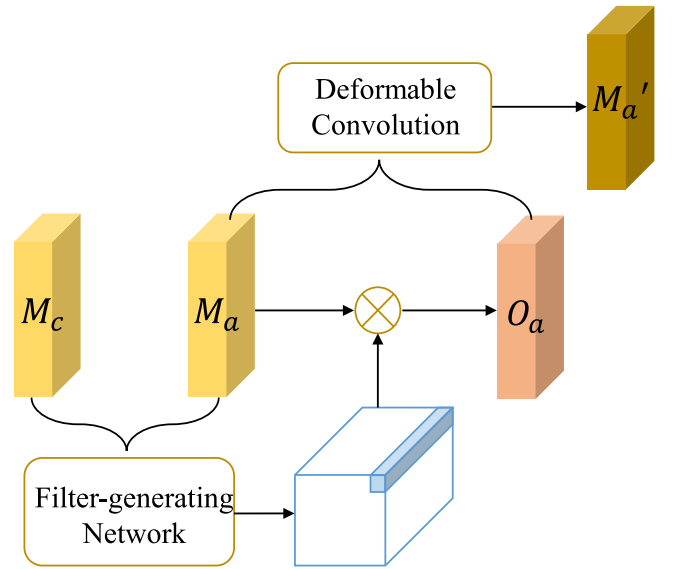 Deformable
Convolution
M_a′
M_c
M_a
O_a
Filter-generating
Network